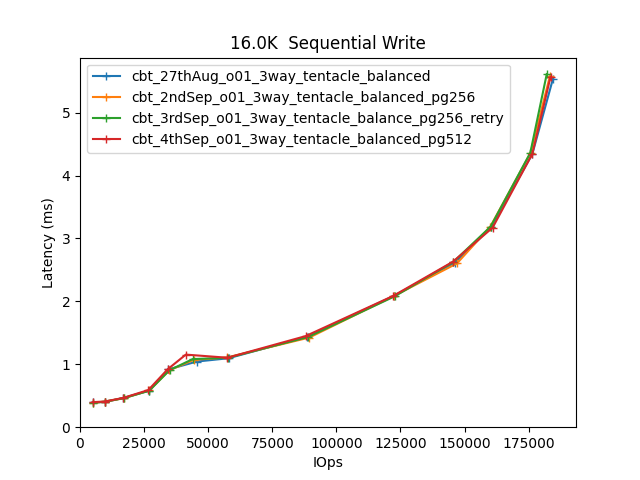 16.0K  Sequential Write
cbt_27thAug_o01_3way_tentacle_balanced
cbt_2ndSep_o01_3way_tentacle_balanced_pg256
cbt_3rdSep_o01_3way_tentacle_balance_pg256_retry
cbt_4thSep_o01_3way_tentacle_balanced_pg512
Latency (ms)
5
4
3
2
1
0
0 25000 50000 75000 100000 125000 150000 175000
IOps